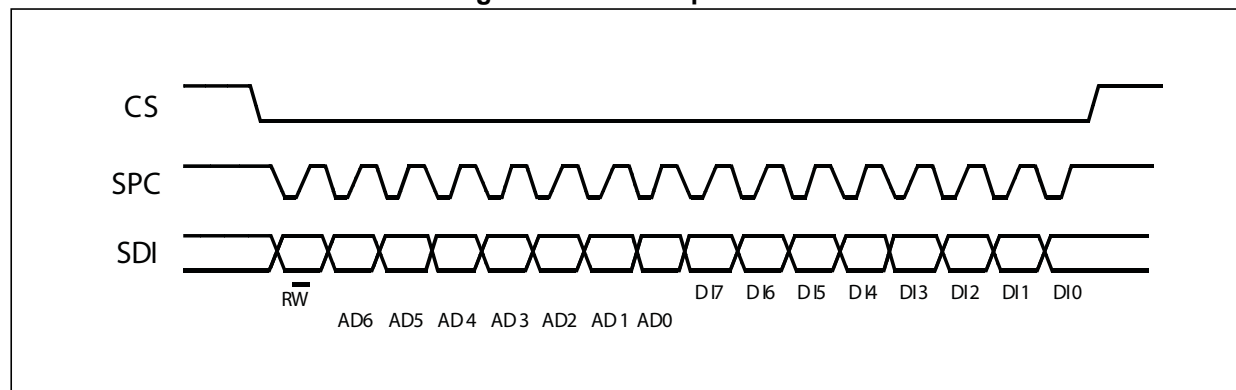 CS
SPC
SDI
RW
DI7 DI6 DI5 DI4 DI3 DI2 DI1 DI0
AD6 AD5 AD4 AD3 AD2 AD1 AD0